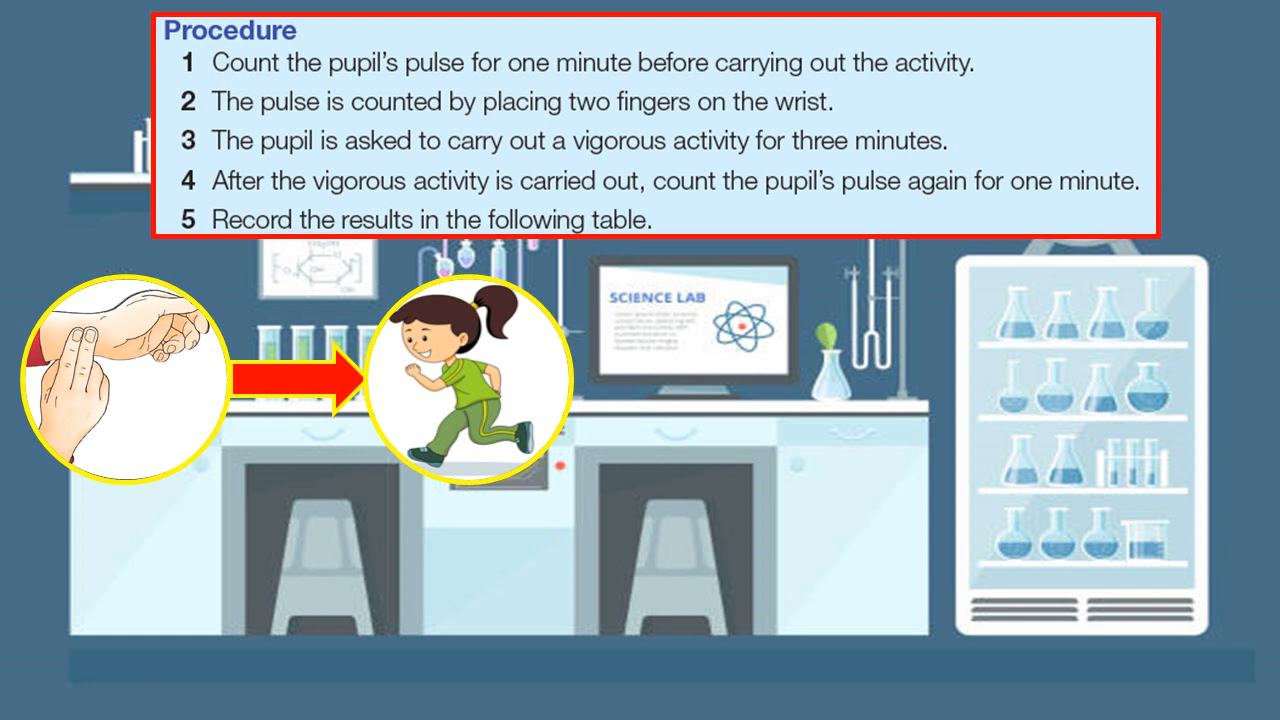 Procedure
1 Count the pupil's pulse for one minute before carrying out the activity.
2 The pulse is counted by placing two fingers on the wrist.
3 The pupil is asked to carry out a vigorous activity for three minutes.
4 After the vigorous activity is carried out, count the pupil's pulse again for one minute.
5 Record the results in the following table.
SCIENCE LAB